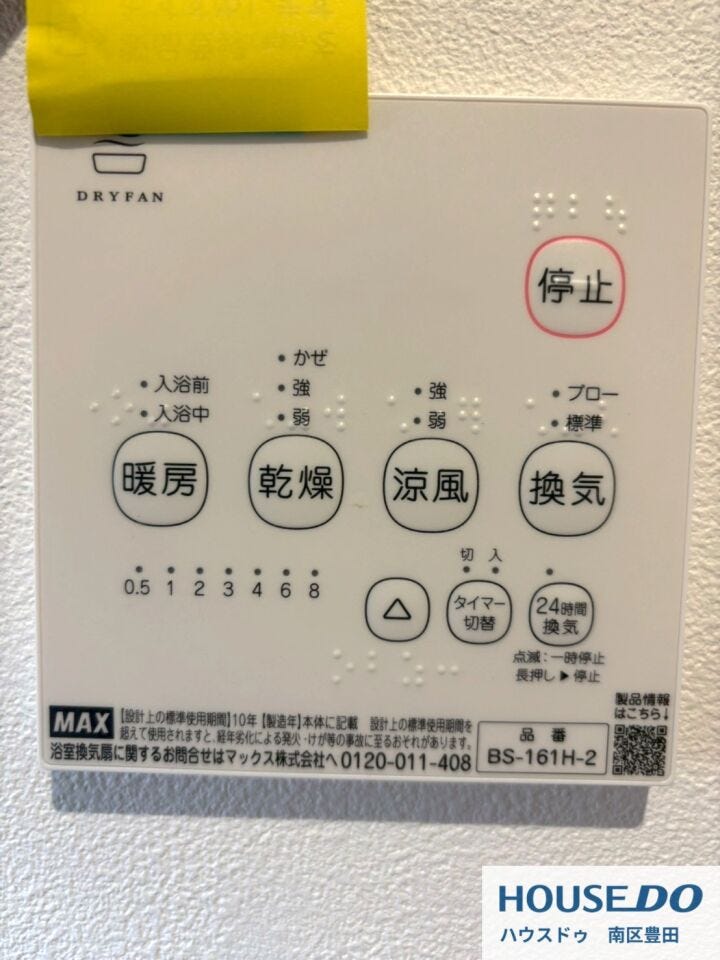 DRYFAN
停止
かぜ
入浴前 強 強 ブロー
入浴中 弱 弱 標準
暖房 乾燥 涼風 換気
切 入
0.5 1 2 3 4 6 8
△ タイマー切替 24時間換気
点滅:一時停止
長押し▶停止
製品情報
はこちら↓
MAX 【設計上の標準使用期間】10年【製造年】本体に記載 設計上の標準使用期間を
超えて使用されますと、経年劣化による発火・けが等の事故に至るおそれがあります。
浴室換気扇に関するお問合せはマックス株式会社へ 0120-011-408
品番
BS-161H-2
HOUSEDO
ハウスドゥ 南区豊田